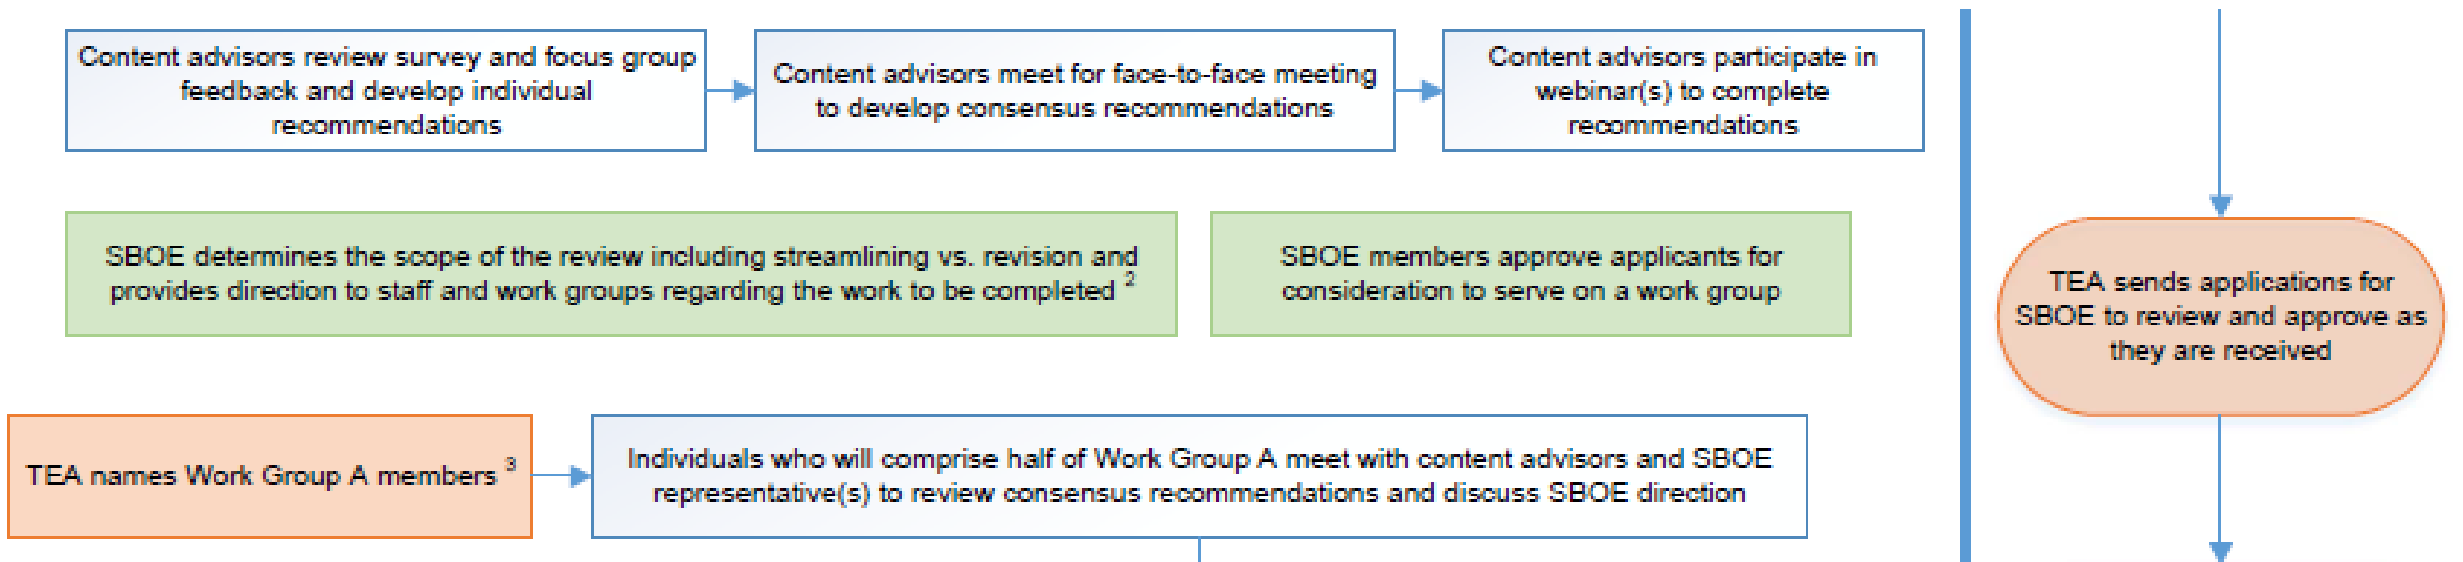 Content advisors review survey and focus group
feedback and develop individual
recommendations
Content advisors meet for face-to-face meeting
to develop consensus recommendations
Content advisors participate in
webinar(s) to complete
recommendations
SBOE determines the scope of the review including streamlining vs. revision and
provides direction to staff and work groups regarding the work to be completed 2
SBOE members approve applicants for
consideration to serve on a work group
TEA sends applications for
SBOE to review and approve as
they are received
TEA names Work Group A members 3
Individuals who will comprise half of Work Group A meet with content advisors and SBOE
representative(s) to review consensus recommendations and discuss SBOE direction